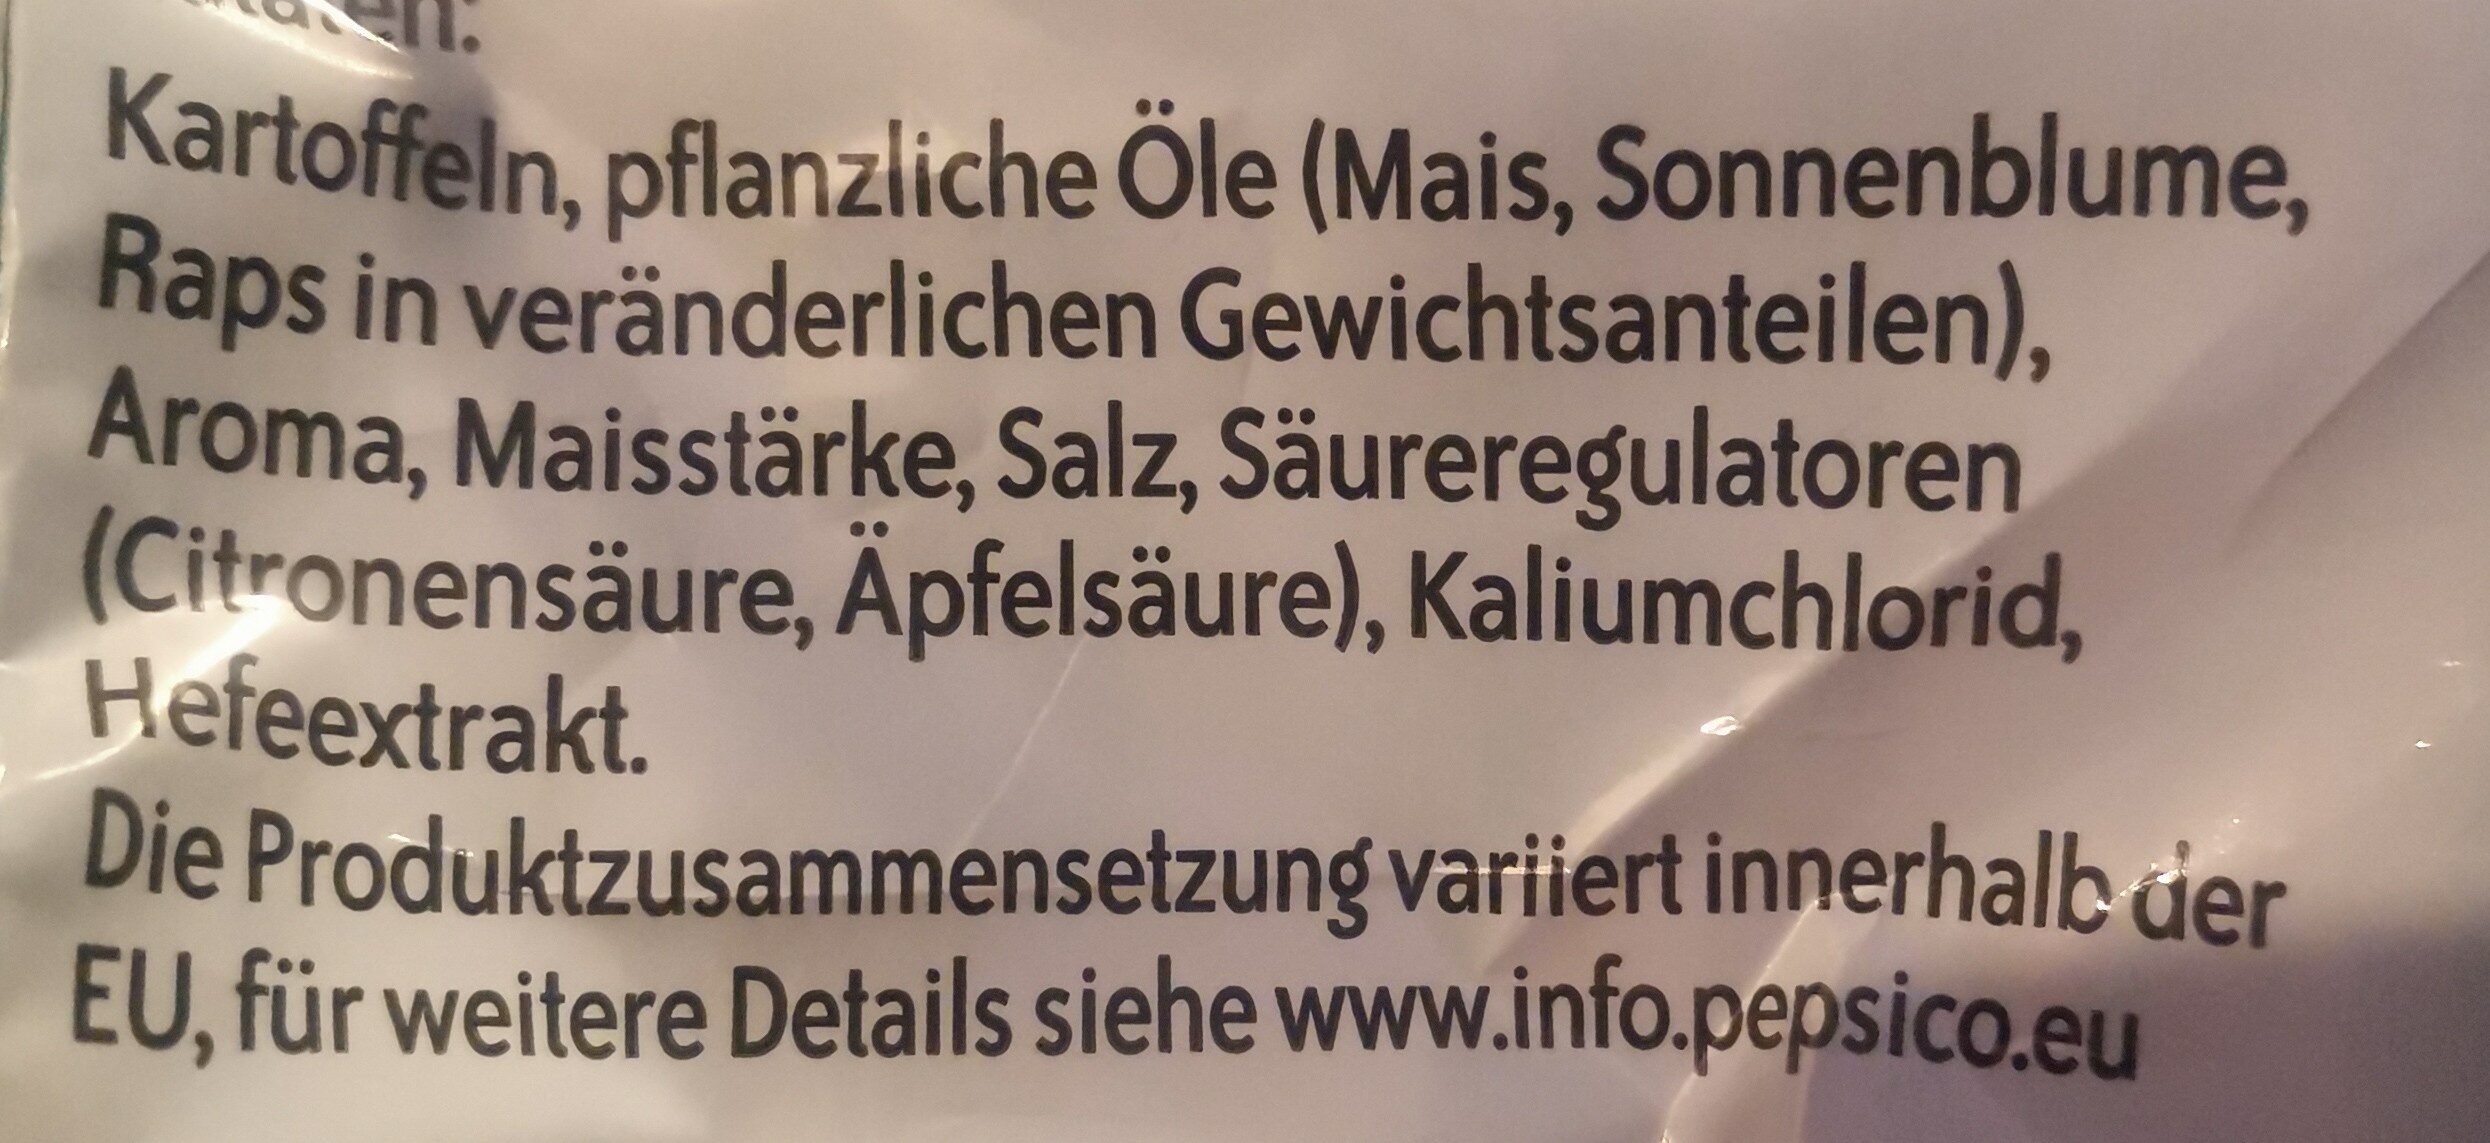 Kartoffeln, pflanzliche Öle (Mais, Sonnenblume,
Raps in veränderlichen Gewichtsanteilen),
Aroma, Maisstärke, Salz, Säureregulatoren
(Citronensäure, Äpfelsäure), Kaliumchlorid,
Hefeextrakt.
Die Produktzusammensetzung variiert innerhalb der
EU, für weitere Details siehe www.info.pepsico.eu